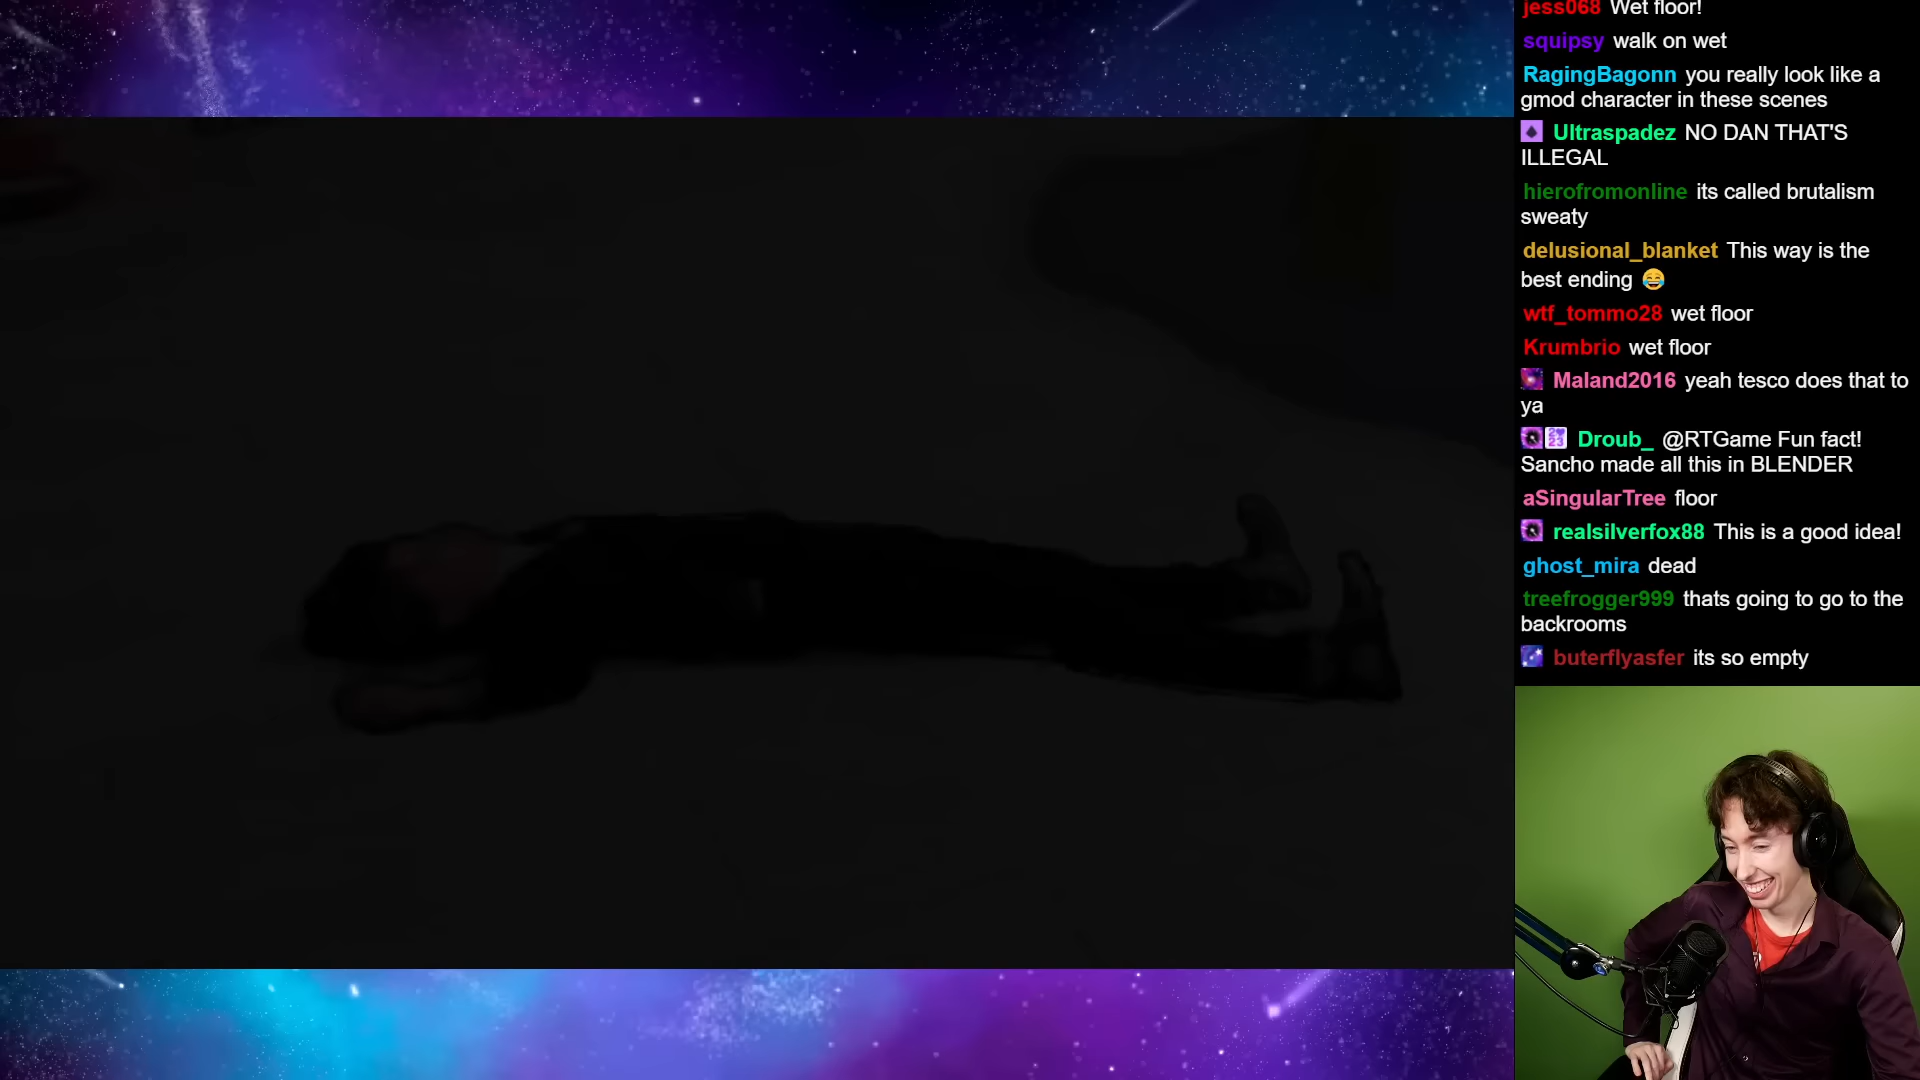 jess068 Wet floor!
squipsy walk on wet
RagingBagonn you really look like a
gmod character in these scenes
Ultraspadez NO DAN THAT'S
ILLEGAL
hierofromonline its called brutalism
sweaty
delusional_blanket This way is the
best ending 😂
wtf_tommo28 wet floor
Krumbrio wet floor
Maland2016 yeah tesco does that to
ya
Droub_ @RTGame Fun fact!
Sancho made all this in BLENDER
aSingularTree floor
realsilverfox88 This is a good idea!
ghost_mira dead
treefrogger999 thats going to go to the
backrooms
buterflyasfer its so empty